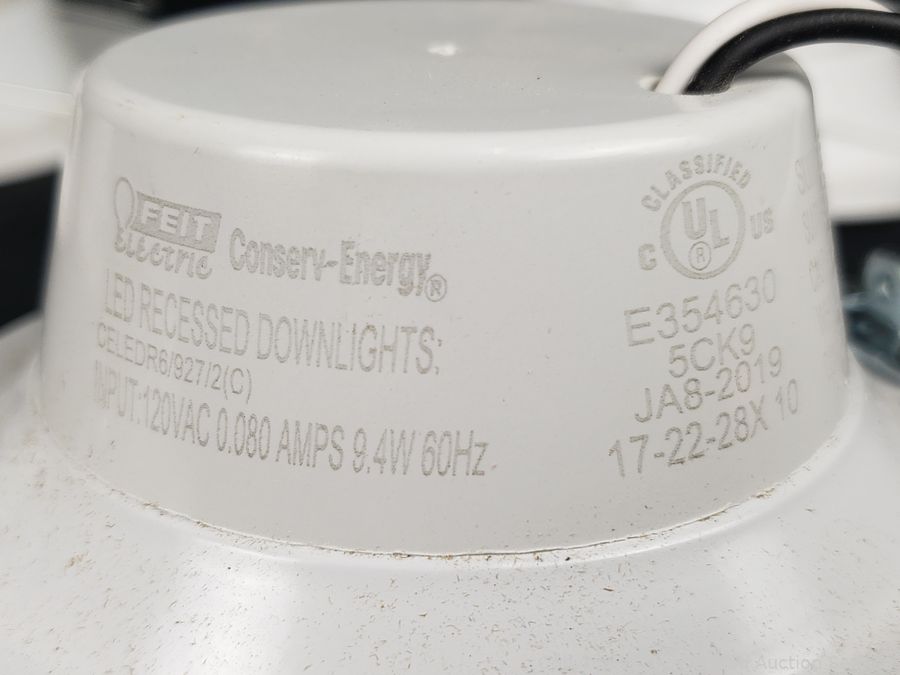 FEIT
Electric Conserv-Energy®
LED RECESSED DOWNLIGHTS:
CELEDR6/927/2(C)
INPUT:120VAC 0.080 AMPS 9.4W 60Hz
CLASSIFIED
C UL® US
E354630
5CK9
JA8-2019
17-22-28X 10
Auction